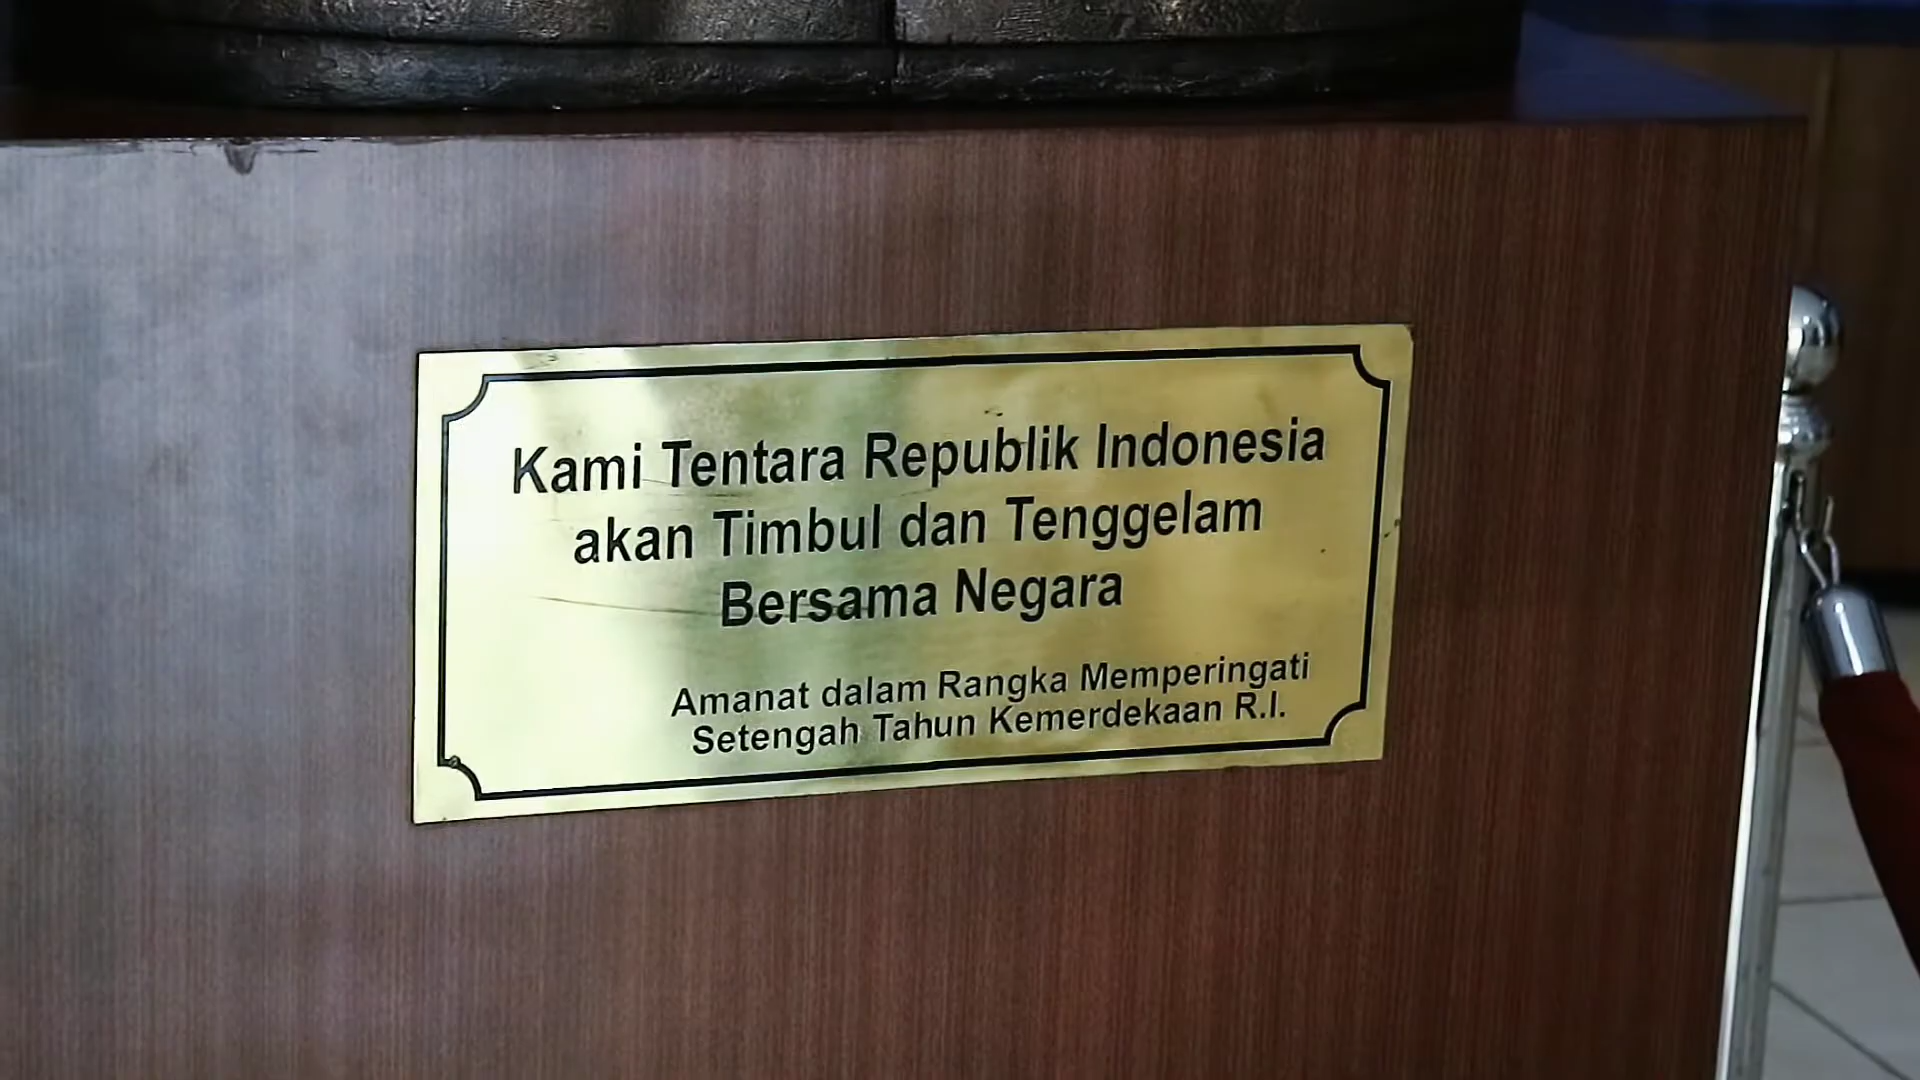 Kami Tentara Republik Indonesia
akan Timbul dan Tenggelam
Bersama Negara
Amanat dalam Rangka Memperingati
Setengah Tahun Kemerdekaan R.I.